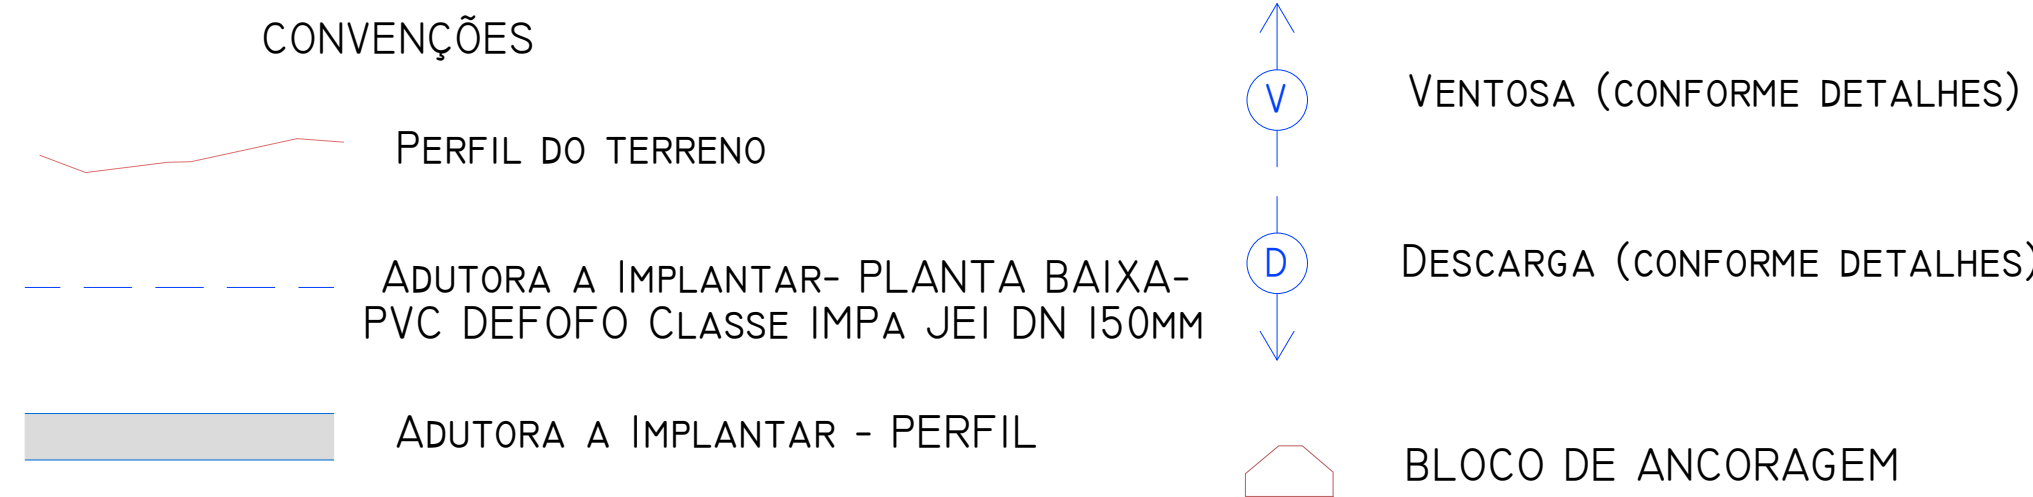 CONVENÇÕES
PERFIL DO TERRENO
ADUTORA A IMPLANTAR- PLANTA BAIXA-
PVC DEFOFO CLASSE 1MPA JEI DN 150MM
ADUTORA A IMPLANTAR - PERFIL
V
VENTOSA (CONFORME DETALHES)
D
DESCARGA (CONFORME DETALHES)
BLOCO DE ANCORAGEM